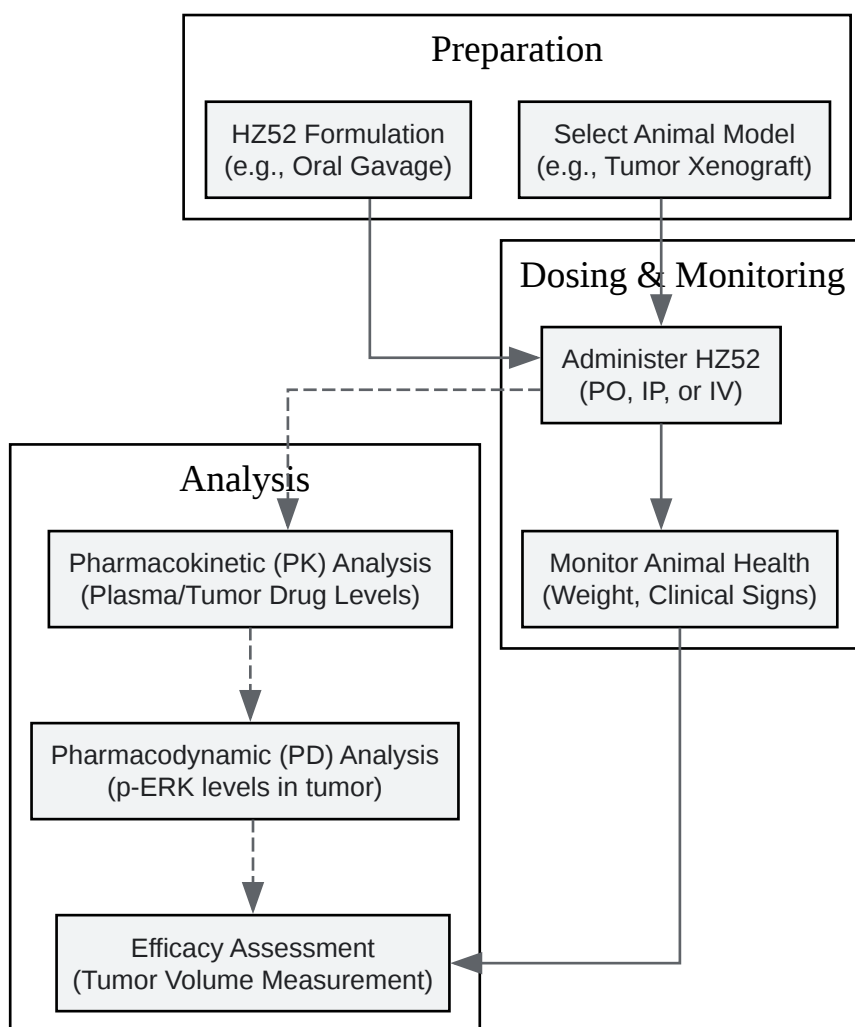 Preparation
HZ52 Formulation
(e.g., Oral Gavage)
Select Animal Model
(e.g., Tumor Xenograft)
Dosing & Monitoring
Administer HZ52
(PO, IP, or IV)
Monitor Animal Health
(Weight, Clinical Signs)
Analysis
Pharmacokinetic (PK) Analysis
(Plasma/Tumor Drug Levels)
Pharmacodynamic (PD) Analysis
(p-ERK levels in tumor)
Efficacy Assessment
(Tumor Volume Measurement)